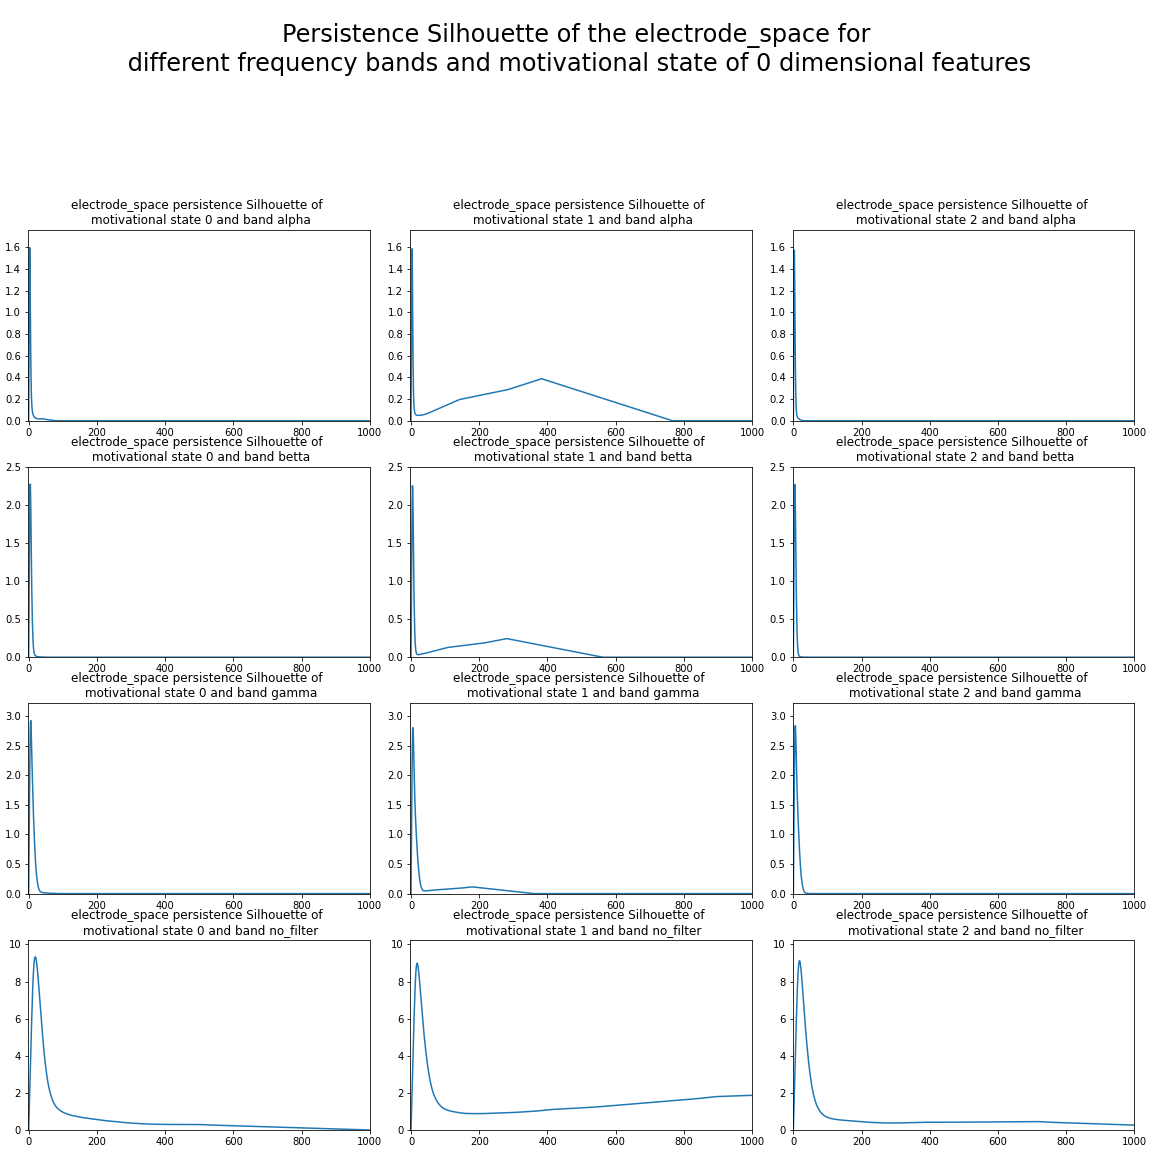 Persistence Silhouette of the electrode_space for
different frequency bands and motivational state of 0 dimensional features
electrode_space persistence Silhouette of
motivational state 0 and band alpha
1.6
1.4
1.2
1.0
0.8
0.6
0.4
0.2
0.0
0 200 400 600 800 1000
electrode_space persistence Silhouette of
motivational state 1 and band alpha
1.6
1.4
1.2
1.0
0.8
0.6
0.4
0.2
0.0
0 200 400 600 800 1000
electrode_space persistence Silhouette of
motivational state 2 and band alpha
1.6
1.4
1.2
1.0
0.8
0.6
0.4
0.2
0.0
0 200 400 600 800 1000
electrode_space persistence Silhouette of
motivational state 0 and band betta
2.5
2.0
1.5
1.0
0.5
0.0
0 200 400 600 800 1000
electrode_space persistence Silhouette of
motivational state 1 and band betta
2.5
2.0
1.5
1.0
0.5
0.0
0 200 400 600 800 1000
electrode_space persistence Silhouette of
motivational state 2 and band betta
2.5
2.0
1.5
1.0
0.5
0.0
0 200 400 600 800 1000
electrode_space persistence Silhouette of
motivational state 0 and band gamma
3.0
2.5
2.0
1.5
1.0
0.5
0.0
0 200 400 600 800 1000
electrode_space persistence Silhouette of
motivational state 1 and band gamma
3.0
2.5
2.0
1.5
1.0
0.5
0.0
0 200 400 600 800 1000
electrode_space persistence Silhouette of
motivational state 2 and band gamma
3.0
2.5
2.0
1.5
1.0
0.5
0.0
0 200 400 600 800 1000
electrode_space persistence Silhouette of
motivational state 0 and band no_filter
10
8
6
4
2
0
0 200 400 600 800 1000
electrode_space persistence Silhouette of
motivational state 1 and band no_filter
10
8
6
4
2
0
0 200 400 600 800 1000
electrode_space persistence Silhouette of
motivational state 2 and band no_filter
10
8
6
4
2
0
0 200 400 600 800 1000